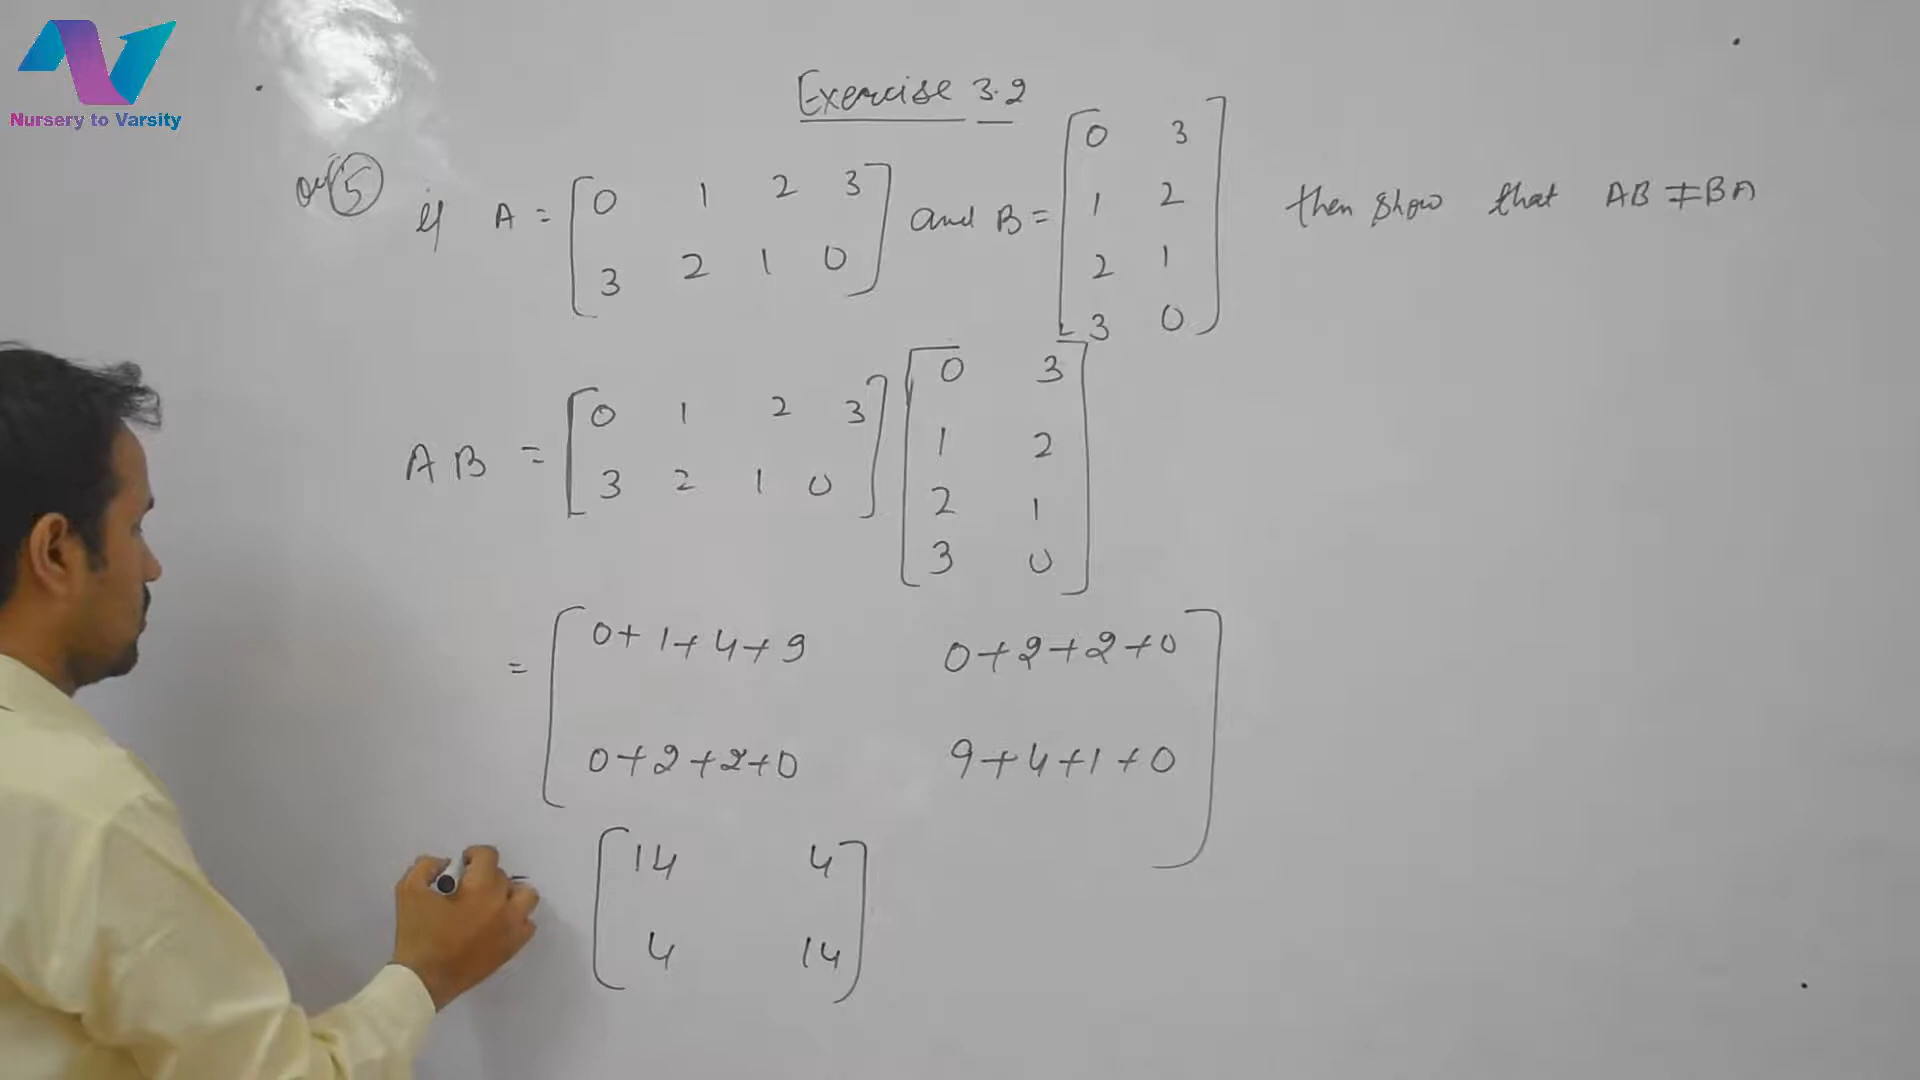 Nursery to Varsity
Exercise 3.2
Q#5 if A = [0 1 2 3
3 2 1 0] and B = [0 3
1 2
2 1
3 0] then show that AB ≠ BA
AB = [0 1 2 3
3 2 1 0] [0 3
1 2
2 1
3 0]
= [0+1+4+9 0+2+2+0
0+2+2+0 9+4+1+0]
= [14 4
4 14]